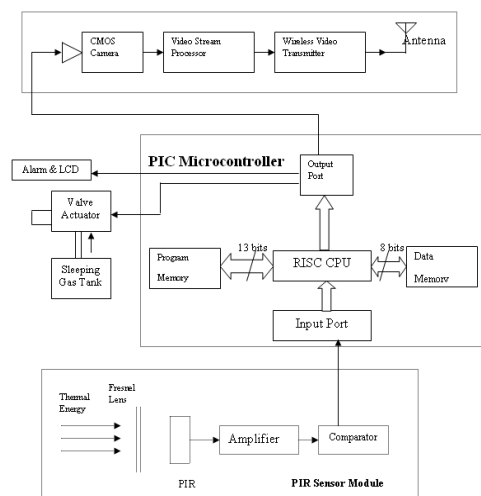 CMOS
Camera
Video Stream
Processor
Wireless Video
Transmitter
Antenna
PIC Microcontroller
Output
Port
Alarm & LCD
Valve
Actuator
Sleeping
Gas Tank
Program
Memory
13 bits
RISC CPU
8 bits
Data
Memory
Input Port
Thermal
Energy
Fresnel
Lens
PIR
Amplifier
Comparator
PIR Sensor Module